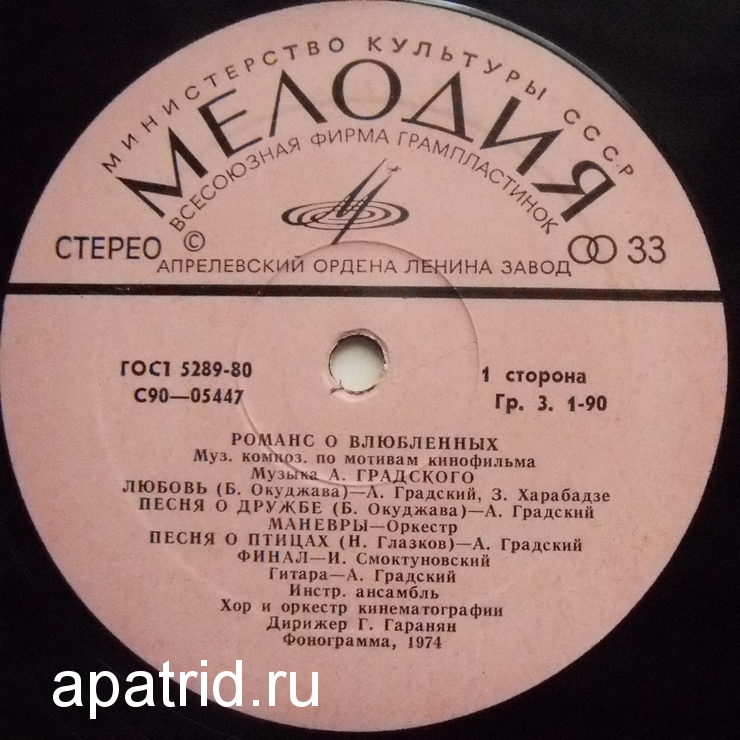 МИНИСТЕРСТВО КУЛЬТУРЫ СССР
МЕЛОДИЯ
ВСЕСОЮЗНАЯ ФИРМА ГРАМПЛАСТИНОК
СТЕРЕО © 33
АПРЕЛЕВСКИЙ ОРДЕНА ЛЕНИНА ЗАВОД
ГОСТ 5289-80
С90—05447
1 сторона
Гр. 3. 1-90
РОМАНС О ВЛЮБЛЕННЫХ
Муз. композ. по мотивам кинофильма
Музыка А. ГРАДСКОГО
ЛЮБОВЬ (Б. Окуджава)—А. Градский, З. Харабадзе
ПЕСНЯ О ДРУЖБЕ (Б. Окуджава)—А. Градский
МАНЕВРЫ—Оркестр
ПЕСНЯ О ПТИЦАХ (Н. Глазков)—А. Градский
ФИНАЛ—И. Смоктуновский
Гитара—А. Градский
Инстр. ансамбль
Хор и оркестр кинематографии
Дирижер Г. Гаранян
Фонограмма, 1974
apatrid.ru